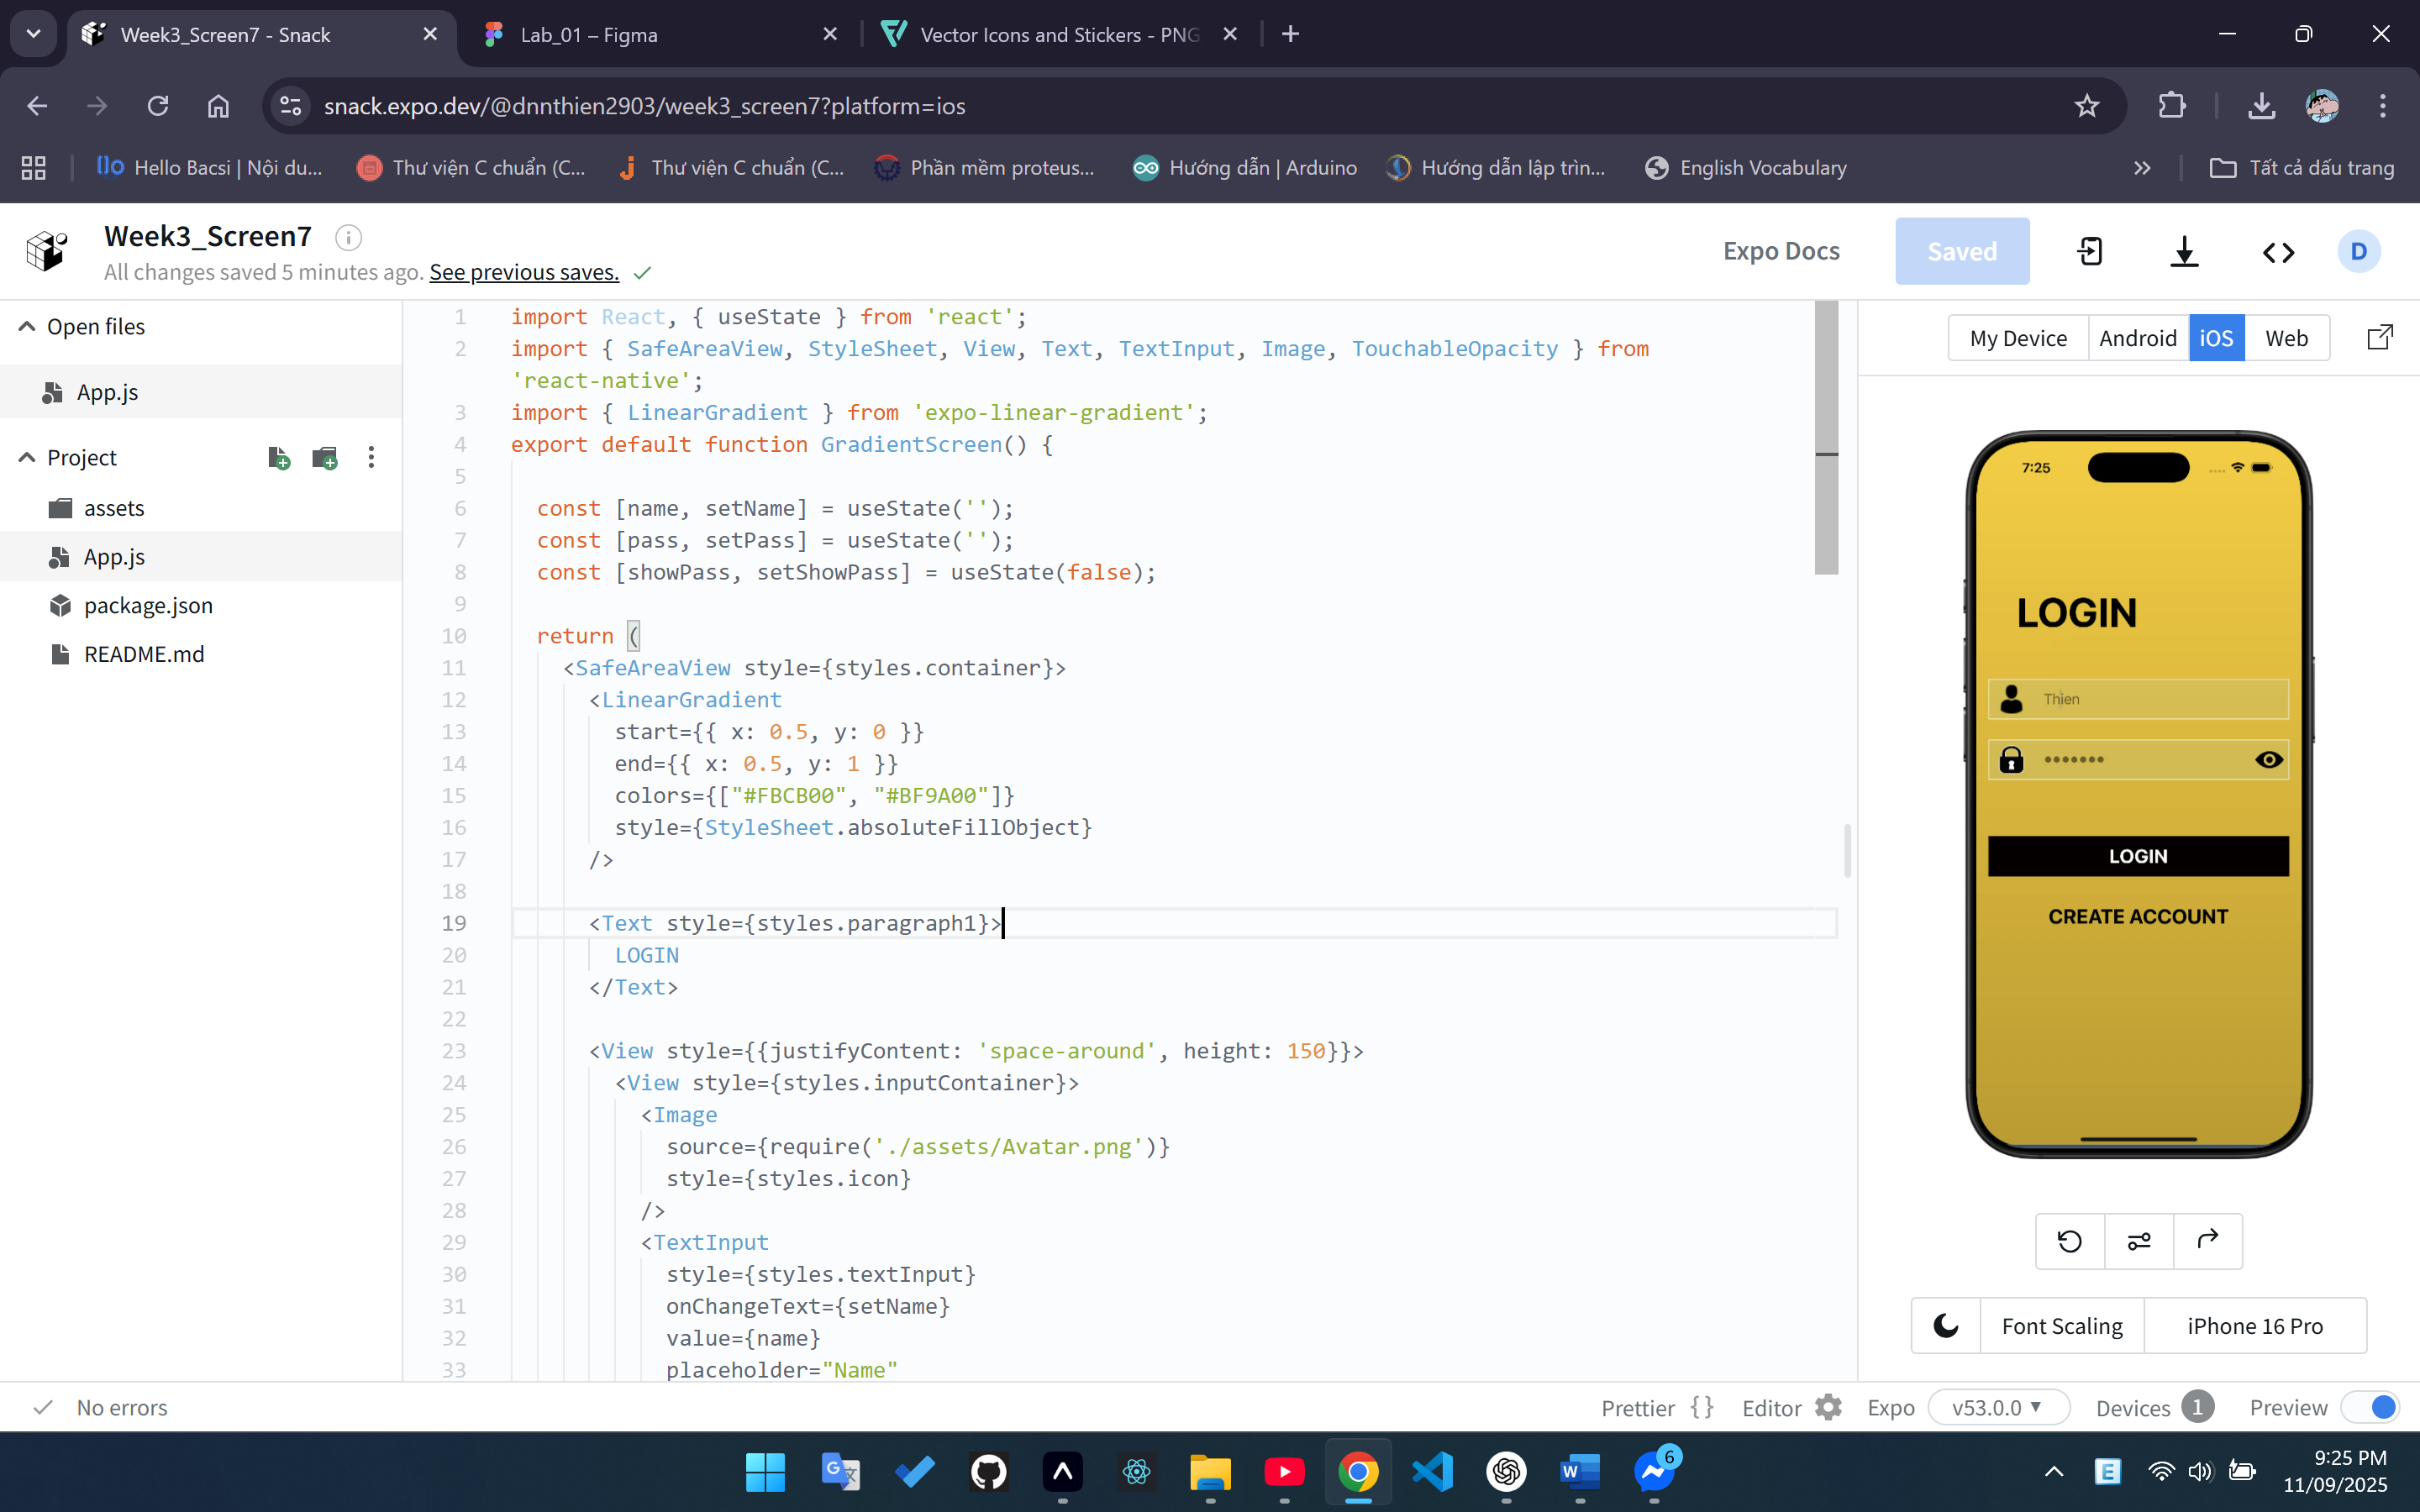 Week3_Screen7 - Snack
Lab_01 – Figma
Vector Icons and Stickers - PNG
snack.expo.dev/@dnnthien2903/week3_screen7?platform=ios
Hello Bacsi | Nội du...
Thư viện C chuẩn (C...
Thư viện C chuẩn (C...
Phần mềm proteus...
Hướng dẫn | Arduino
Hướng dẫn lập trìn...
English Vocabulary
Tất cả dấu trang
Week3_Screen7
All changes saved 5 minutes ago. See previous saves.
Expo Docs
Saved
D
Open files
App.js
Project
assets
App.js
package.json
README.md
1 import React, { useState } from 'react';
2 import { SafeAreaView, StyleSheet, View, Text, TextInput, Image, TouchableOpacity } from
'react-native';
3 import { LinearGradient } from 'expo-linear-gradient';
4 export default function GradientScreen() {
5
6 const [name, setName] = useState('');
7 const [pass, setPass] = useState('');
8 const [showPass, setShowPass] = useState(false);
9
10 return (
11 <SafeAreaView style={styles.container}>
12 <LinearGradient
13 start={{ x: 0.5, y: 0 }}
14 end={{ x: 0.5, y: 1 }}
15 colors={["#FBCB00", "#BF9A00"]}
16 style={StyleSheet.absoluteFillObject}
17 />
18
19 <Text style={styles.paragraph1}>
20 LOGIN
21 </Text>
22
23 <View style={{justifyContent: 'space-around', height: 150}}>
24 <View style={styles.inputContainer}>
25 <Image
26 source={require('./assets/Avatar.png')}
27 style={styles.icon}
28 />
29 <TextInput
30 style={styles.textInput}
31 onChangeText={setName}
32 value={name}
33 placeholder="Name"
My Device
Android
iOS
Web
7:25
LOGIN
Thien
•••••••
LOGIN
CREATE ACCOUNT
Font Scaling
iPhone 16 Pro
No errors
Prettier {}
Editor
Expo
v53.0.0
Devices 1
Preview
6
9:25 PM
11/09/2025